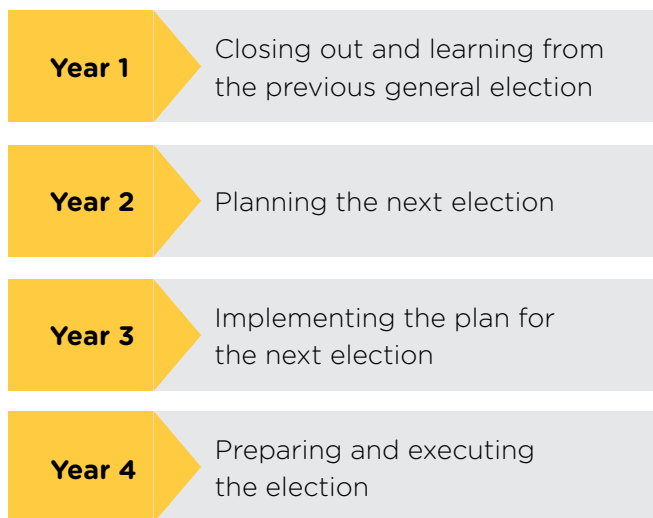 Year 1
Closing out and learning from
the previous general election
Year 2
Planning the next election
Year 3
Implementing the plan for
the next election
Year 4
Preparing and executing
the election